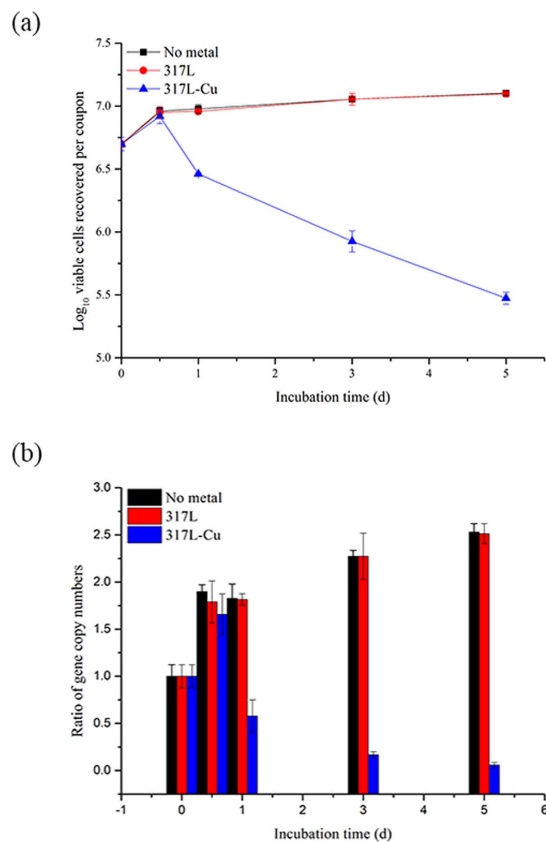 (a)
No metal
317L
317L-Cu
7.5
7.0
6.5
6.0
5.5
5.0
Log10 viable cells recovered per coupon
0 1 2 3 4 5
Incubation time (d)
(b)
No metal
317L
317L-Cu
3.0
2.5
2.0
1.5
1.0
0.5
0.0
Ratio of gene copy numbers
-1 0 1 2 3 4 5 6
Incubation time (d)